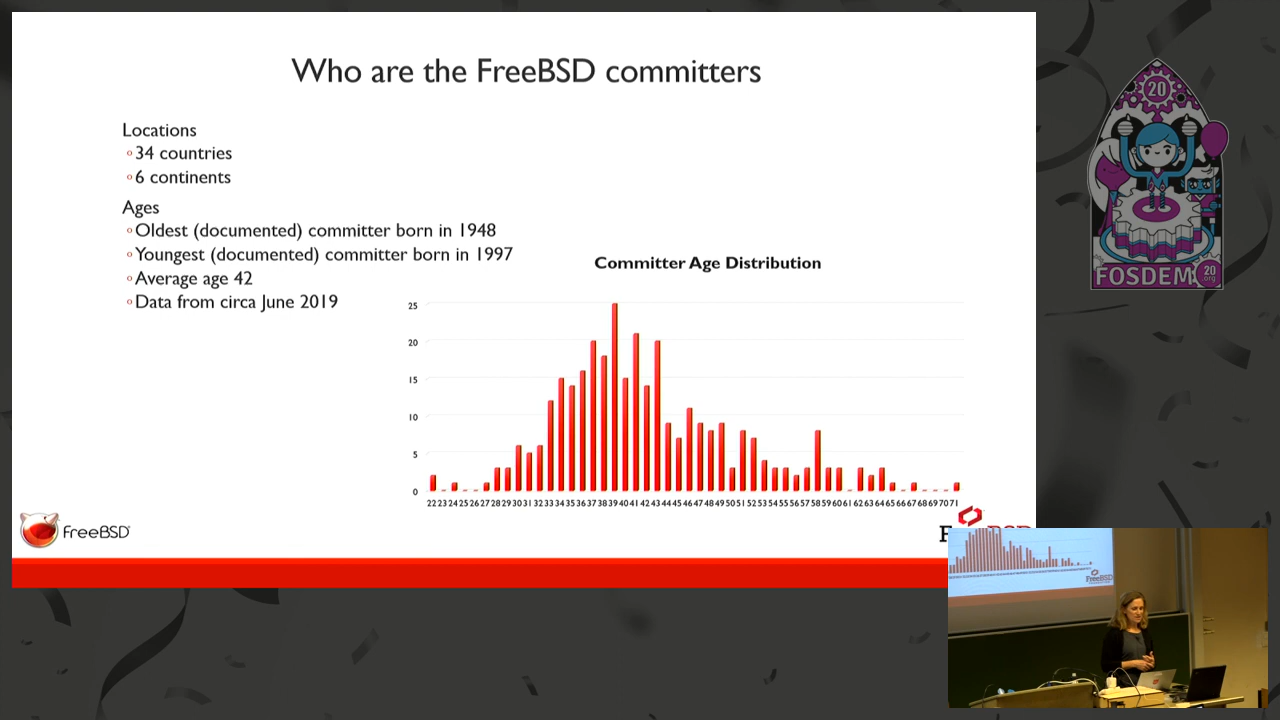 Who are the FreeBSD committers
Locations
34 countries
6 continents
Ages
Oldest (documented) committer born in 1948
Youngest (documented) committer born in 1997
Average age 42
Data from circa June 2019
Committer Age Distribution
25
20
15
10
5
0
22 23 24 25 26 27 28 29 30 31 32 33 34 35 36 37 38 39 40 41 42 43 44 45 46 47 48 49 50 51 52 53 54 55 56 57 58 59 60 61 62 63 64 65 66 67 68 69 70 71
FreeBSD
20
FOSDEM
20
.org
FreeBSD